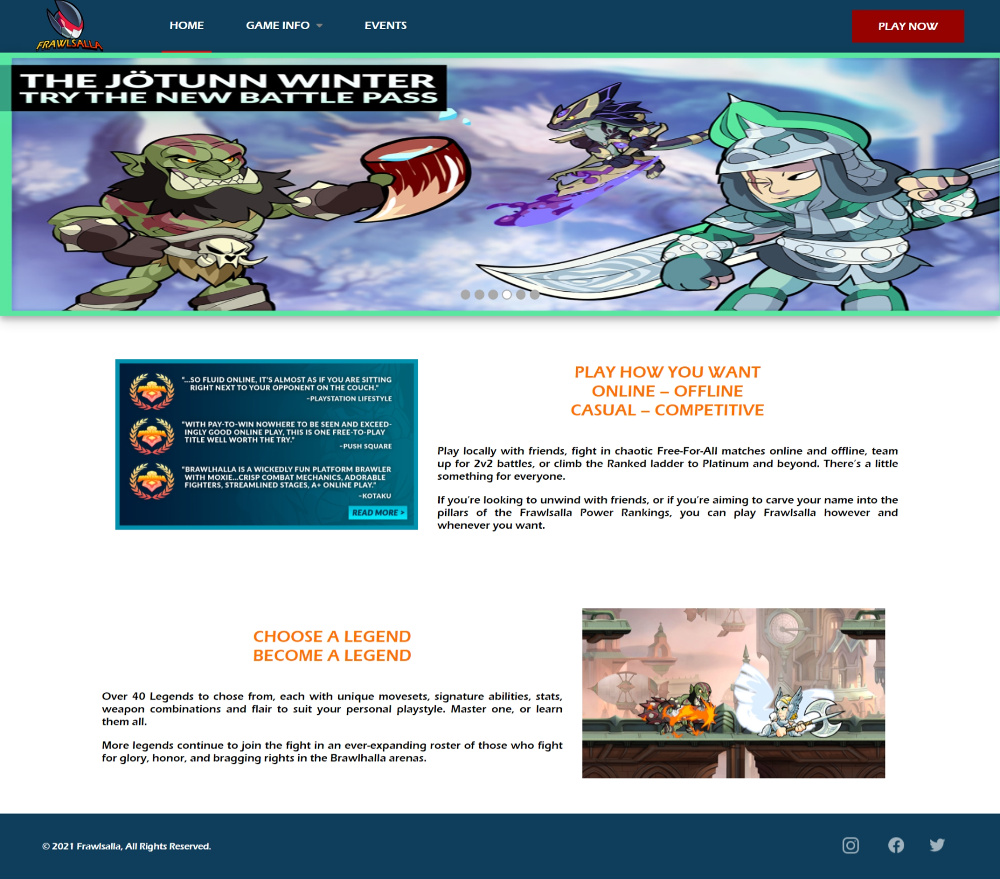 FRAWLSALLA
HOME
GAME INFO
EVENTS
PLAY NOW
THE JÖTUNN WINTER
TRY THE NEW BATTLE PASS
"...SO FLUID ONLINE, IT'S ALMOST AS IF YOU ARE SITTING
RIGHT NEXT TO YOUR OPPONENT ON THE COUCH."
-PLAYSTATION LIFESTYLE
"WITH PAY-TO-WIN NOWHERE TO BE SEEN AND EXCEED-
INGLY GOOD ONLINE PLAY, THIS IS ONE FREE-TO-PLAY
TITLE WELL WORTH THE TRY."
-PUSH SQUARE
"BRAWLHALLA IS A WICKEDLY FUN PLATFORM BRAWLER
WITH MOXIE...CRISP COMBAT MECHANICS, ADORABLE
FIGHTERS, STREAMLINED STAGES, A+ ONLINE PLAY."
-KOTAKU
READ MORE >
PLAY HOW YOU WANT
ONLINE – OFFLINE
CASUAL – COMPETITIVE
Play locally with friends, fight in chaotic Free-For-All matches online and offline, team
up for 2v2 battles, or climb the Ranked ladder to Platinum and beyond. There's a little
something for everyone.
If you're looking to unwind with friends, or if you're aiming to carve your name into the
pillars of the Frawlsalla Power Rankings, you can play Frawlsalla however and
whenever you want.
CHOOSE A LEGEND
BECOME A LEGEND
Over 40 Legends to chose from, each with unique movesets, signature abilities, stats,
weapon combinations and flair to suit your personal playstyle. Master one, or learn
them all.
More legends continue to join the fight in an ever-expanding roster of those who fight
for glory, honor, and bragging rights in the Brawlhalla arenas.
© 2021 Frawlsalla, All Rights Reserved.